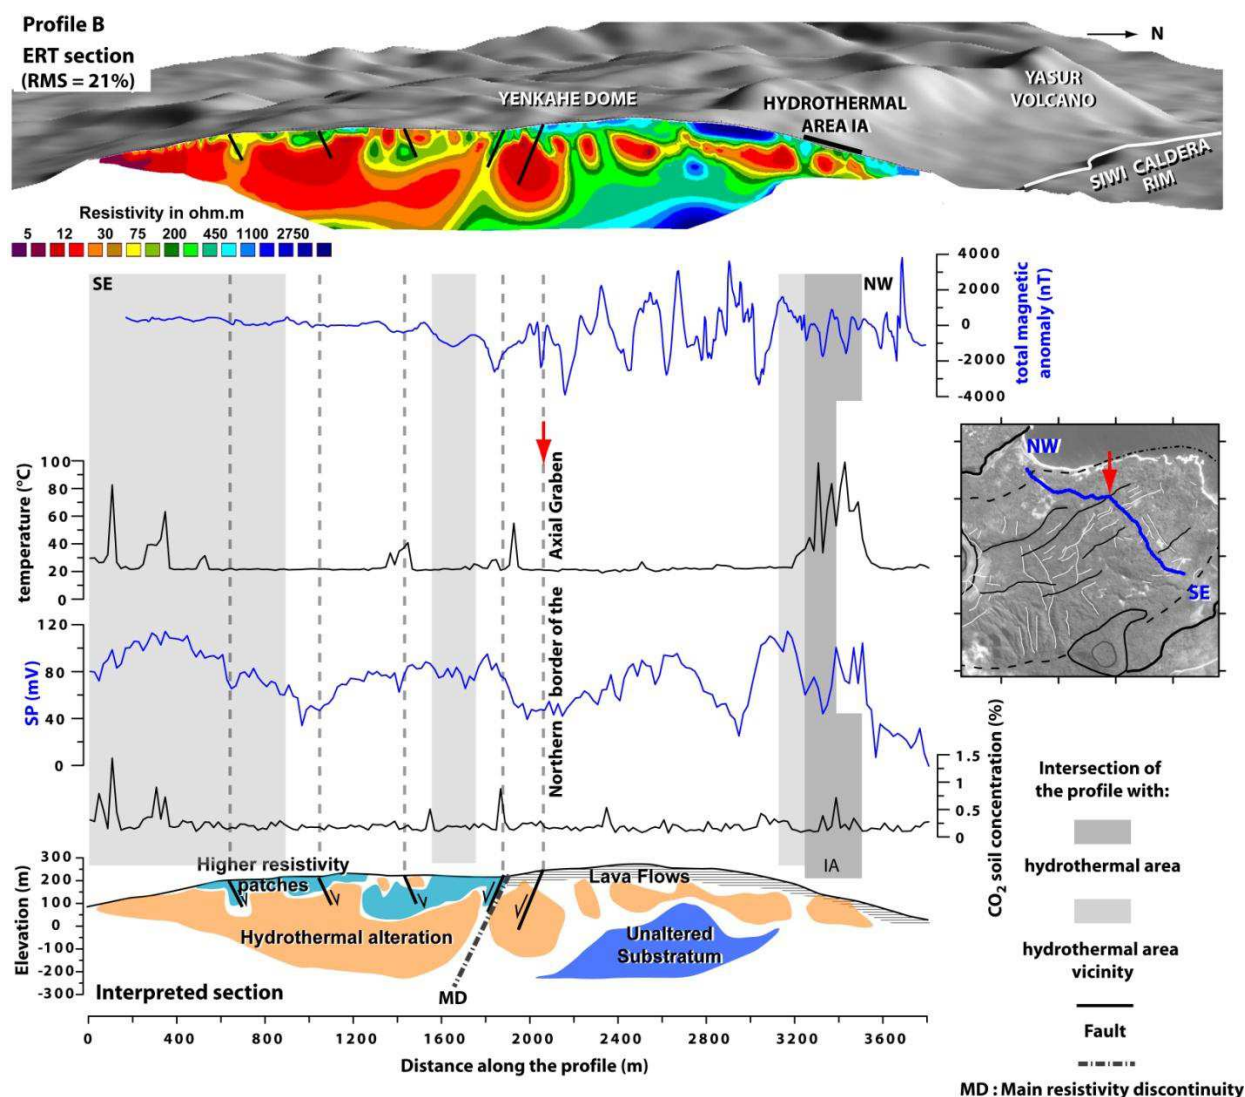 Profile B
ERT section
(RMS = 21%)
N
YENKAHE DOME
HYDROTHERMAL
AREA IA
YASUR
VOLCANO
SIWI CALDERA
RIM
Resistivity in ohm.m
5 12 30 75 200 450 1100 2750
SE
NW
4000
2000
0
-2000
-4000
total magnetic
anomaly (nT)
100
80
60
40
20
0
temperature (°C)
Northern border of the Axial Graben
NW
SE
120
80
40
0
SP (mV)
1.5
1
0.5
0
CO2 soil concentration (%)
Intersection of
the profile with:
hydrothermal area
hydrothermal area
vicinity
Fault
MD : Main resistivity discontinuity
300
200
100
0
-100
-200
-300
Elevation (m)
Higher resistivity
patches
Lava Flows
IA
Hydrothermal alteration
Unaltered
Substratum
MD
Interpreted section
0 400 800 1200 1600 2000 2400 2800 3200 3600
Distance along the profile (m)